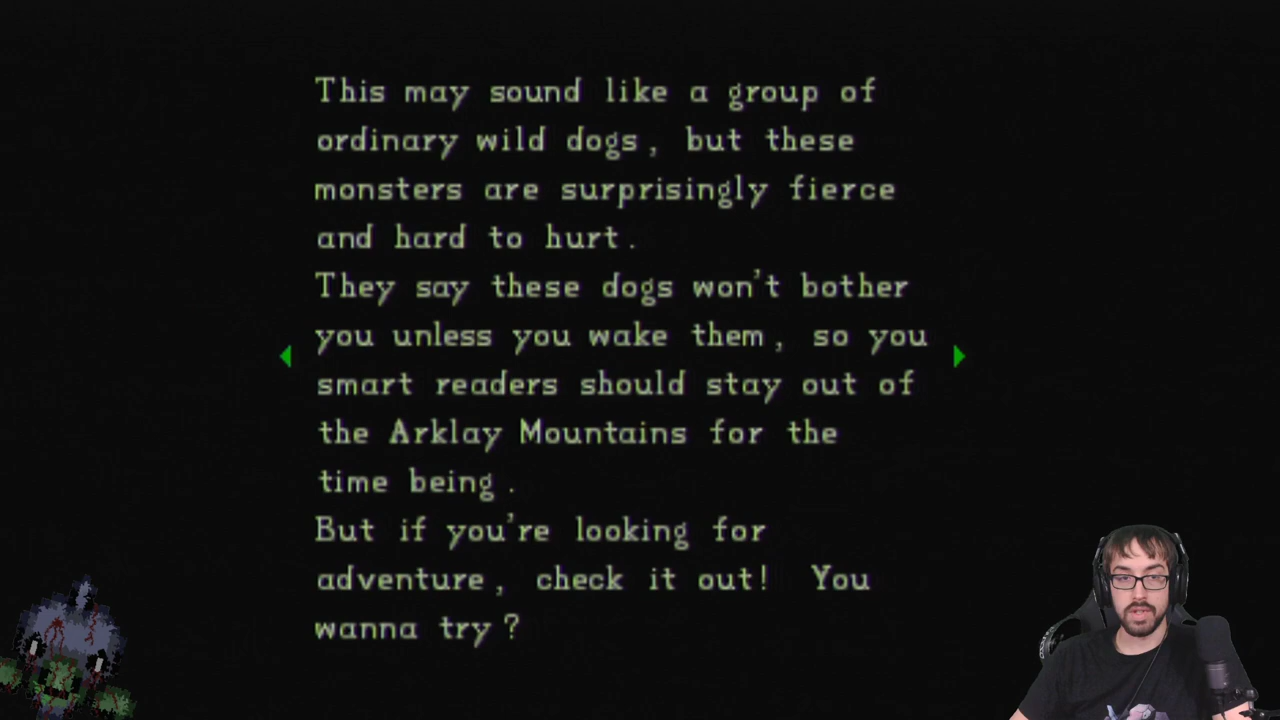 This may sound like a group of
ordinary wild dogs, but these
monsters are surprisingly fierce
and hard to hurt.
They say these dogs won't bother
you unless you wake them, so you
smart readers should stay out of
the Arklay Mountains for the
time being.
But if you're looking for
adventure, check it out! You
wanna try?